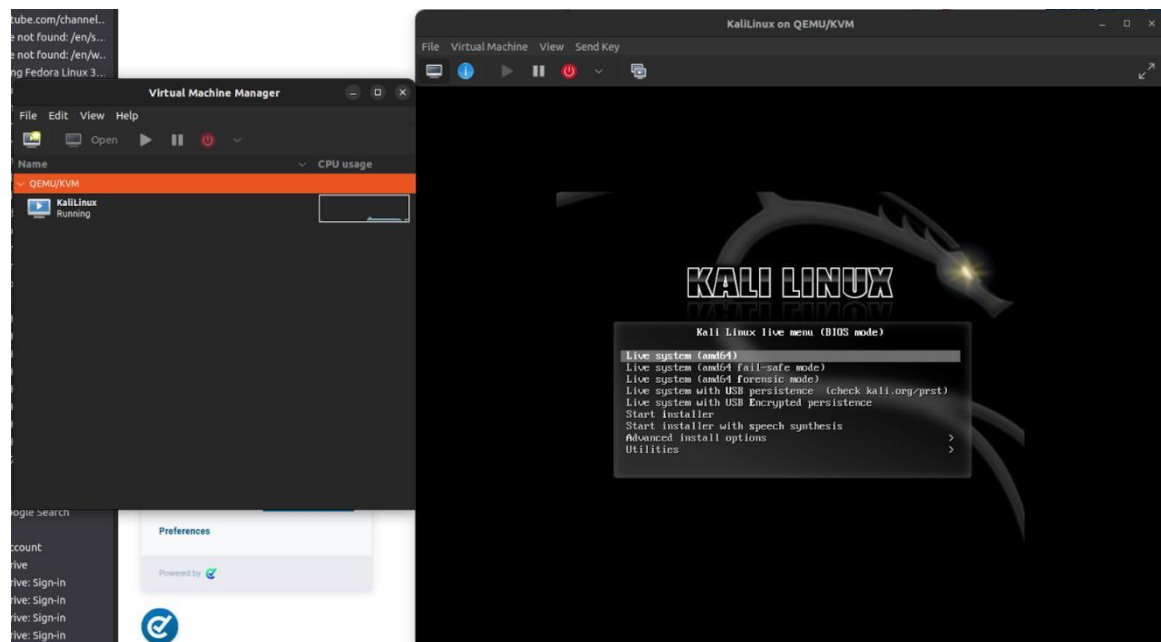 tube.com/channel..
e not found: /en/s...
e not found: /en/w..
ng Fedora Linux 3...
Virtual Machine Manager
File Edit View Help
Open
Name CPU usage
QEMU/KVM
KaliLinux
Running
ogle Search
ccount
rive
rive: Sign-in
rive: Sign-in
rive: Sign-in
rive: Sign-in
Preferences
Powered by
KaliLinux on QEMU/KVM
File Virtual Machine View Send Key
KALI LINUX
Kali Linux live menu (BIOS mode)
Live system (amd64)
Live system (amd64 fail-safe mode)
Live system (amd64 forensic mode)
Live system with USB persistence (check kali.org/prst)
Live system with USB Encrypted persistence
Start installer
Start installer with speech synthesis
Advanced install options >
Utilities >